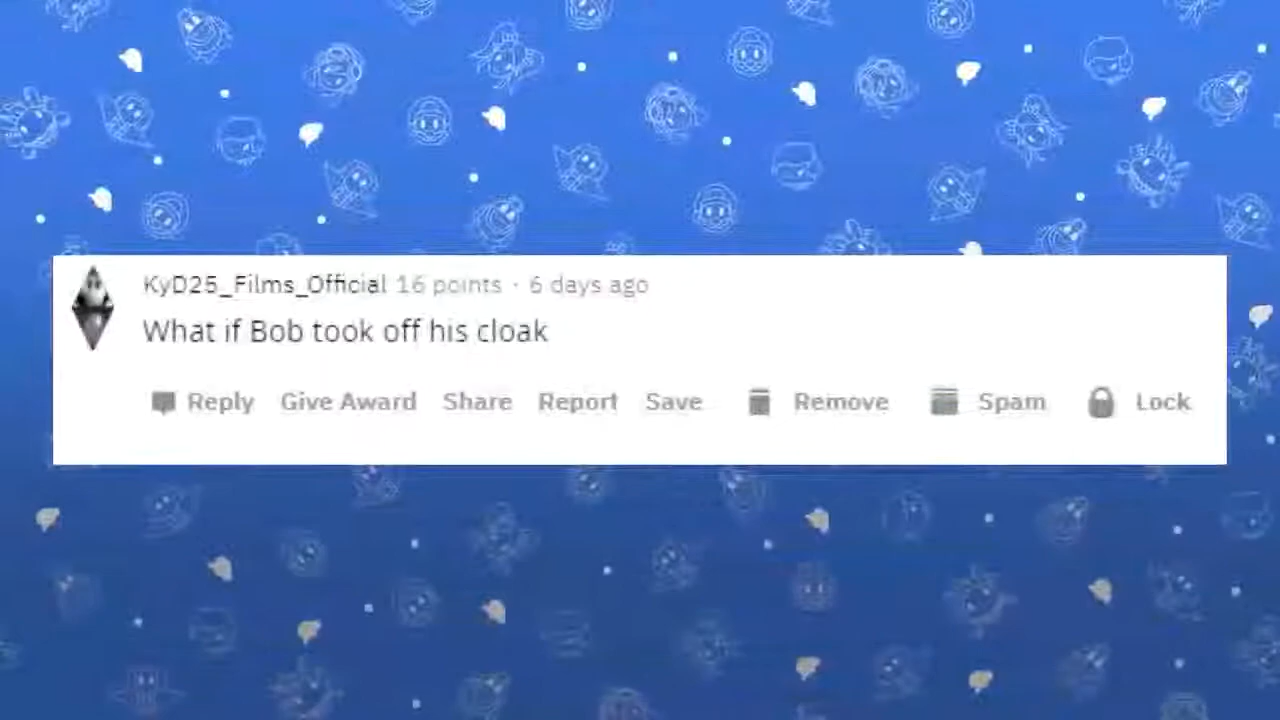 KyD25_Films_Official 16 points · 6 days ago
What if Bob took off his cloak
Reply Give Award Share Report Save Remove Spam Lock